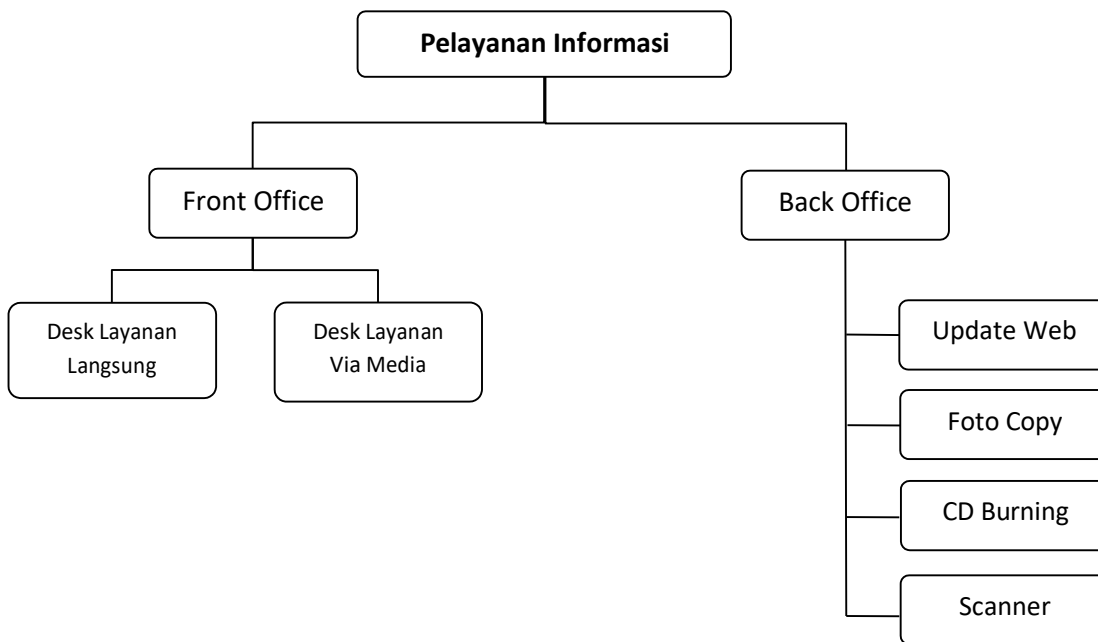 Pelayanan Informasi
Front Office
Back Office
Desk Layanan
Langsung
Desk Layanan
Via Media
Update Web
Foto Copy
CD Burning
Scanner